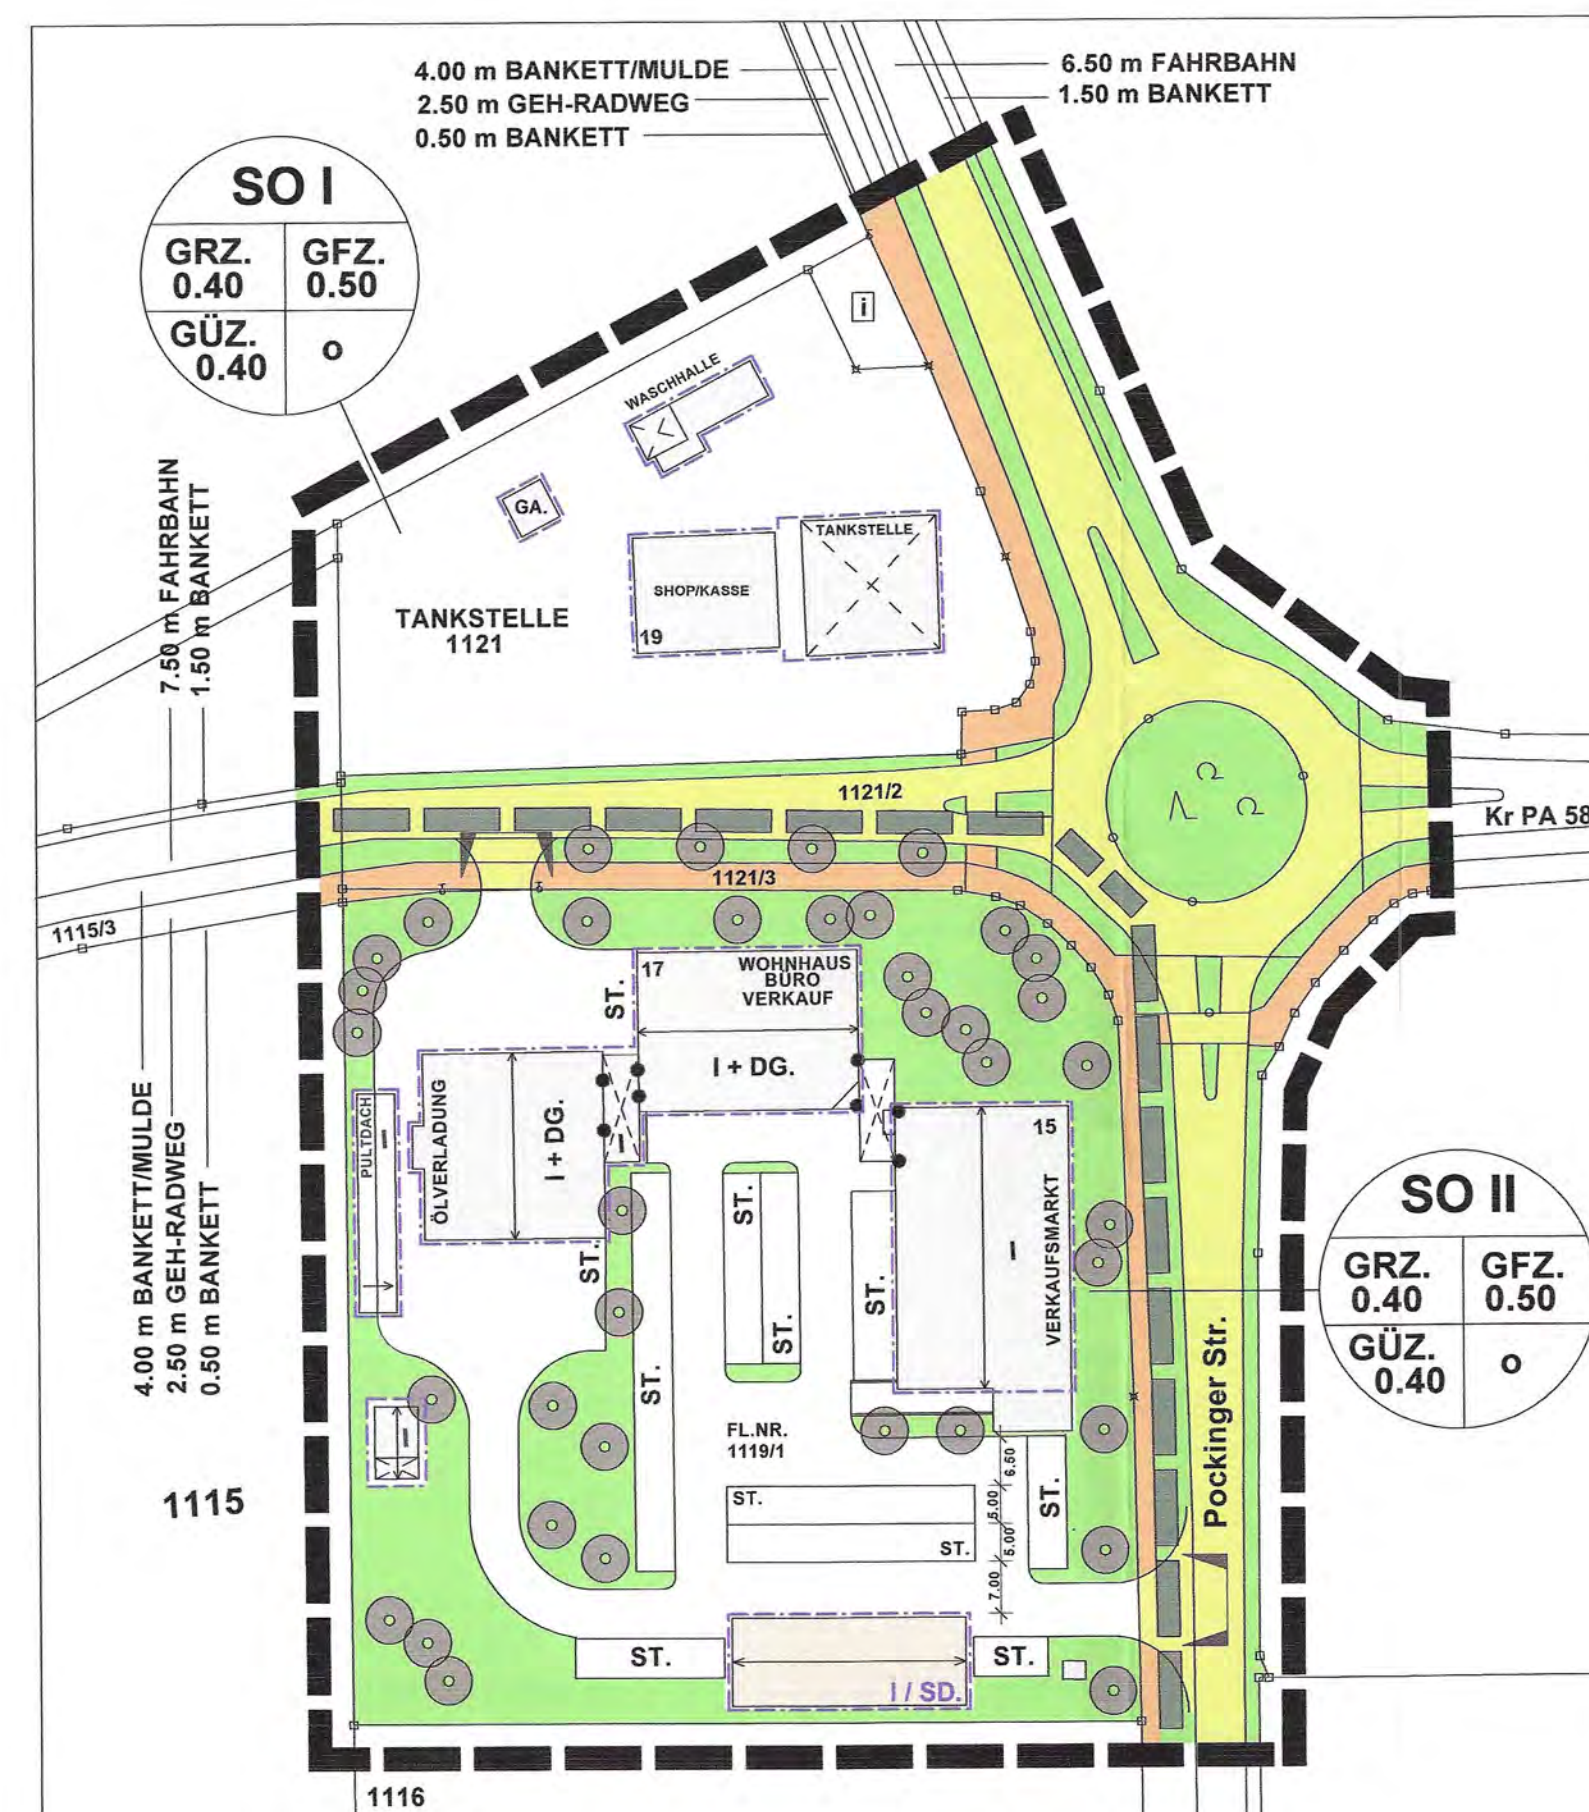 4.00 m BANKETT/MULDE
2.50 m GEH-RADWEG
0.50 m BANKETT
6.50 m FAHRBAHN
1.50 m BANKETT
SO I
GRZ.
0.40
GFZ.
0.50
GÜZ.
0.40
o
i
WASCHHALLE
GA.
TANKSTELLE
SHOP/KASSE
19
TANKSTELLE
1121
7.50 m FAHRBAHN
1.50 m BANKETT
1121/2
Kr PA 58
1121/3
1115/3
17
WOHNHAUS
BÜRO
VERKAUF
ST.
I + DG.
ÖLVERLADUNG
I + DG.
I
PULTDACH
I
15
VERKAUFSMARKT
I
4.00 m BANKETT/MULDE
2.50 m GEH-RADWEG
0.50 m BANKETT
ST.
ST.
ST.
ST.
ST.
SO II
GRZ.
0.40
GFZ.
0.50
GÜZ.
0.40
o
Pockinger Str.
I
FL.NR.
1119/1
6.50
5.00
5.00
7.00
ST.
ST.
ST.
1115
ST.
I / SD.
ST.
1116